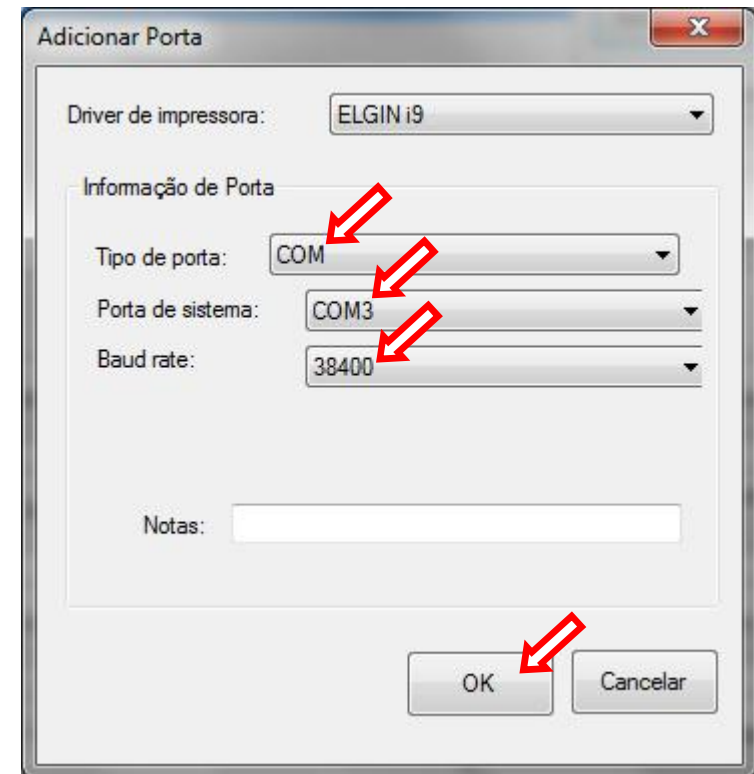 Adicionar Porta
Driver de impressora: ELGIN i9
Informação de Porta
Tipo de porta: COM
Porta de sistema: COM3
Baud rate: 38400
Notas:
OK Cancelar